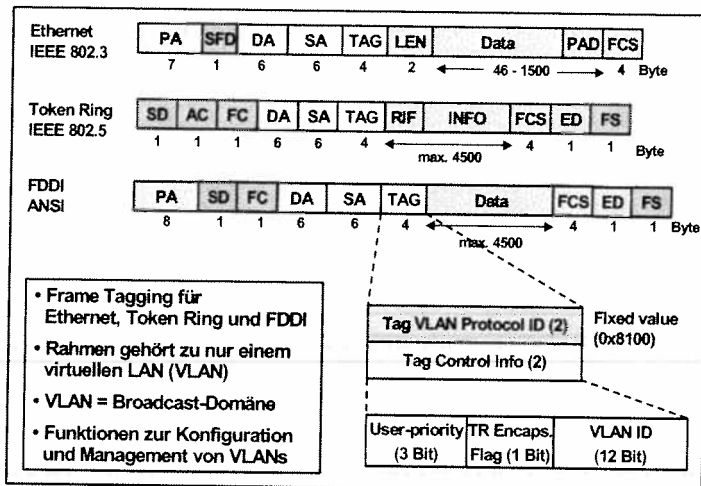 Ethernet
IEEE 802.3
PA SFD DA SA TAG LEN Data PAD FCS
7 1 6 6 4 2 46 - 1500 4 Byte
Token Ring
IEEE 802.5
SD AC FC DA SA TAG RIF INFO FCS ED FS
1 1 1 6 6 4 max. 4500 4 1 1 Byte
FDDI
ANSI
PA SD FC DA SA TAG Data FCS ED FS
8 1 1 6 6 4 max. 4500 4 1 1 Byte
• Frame Tagging für
Ethernet, Token Ring und FDDI
• Rahmen gehört zu nur einem
virtuellen LAN (VLAN)
• VLAN = Broadcast-Domäne
• Funktionen zur Konfiguration
und Management von VLANs
Tag VLAN Protocol ID (2)
Fixed value
(0x8100)
Tag Control Info (2)
User-priority TR Encaps. VLAN ID
(3 Bit) Flag (1 Bit) (12 Bit)